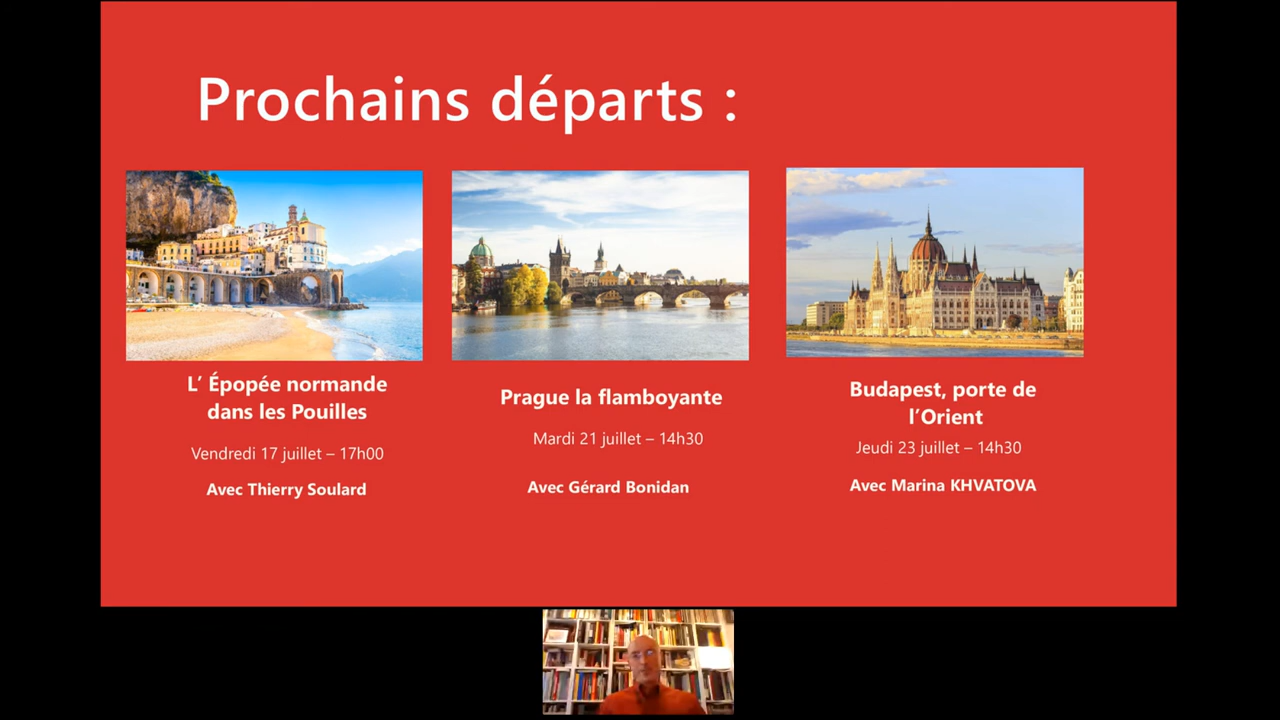 Prochains départs :
L’ Épopée normande
dans les Pouilles
Vendredi 17 juillet – 17h00
Avec Thierry Soulard
Prague la flamboyante
Mardi 21 juillet – 14h30
Avec Gérard Bonidan
Budapest, porte de
l’Orient
Jeudi 23 juillet – 14h30
Avec Marina KHVATOVA